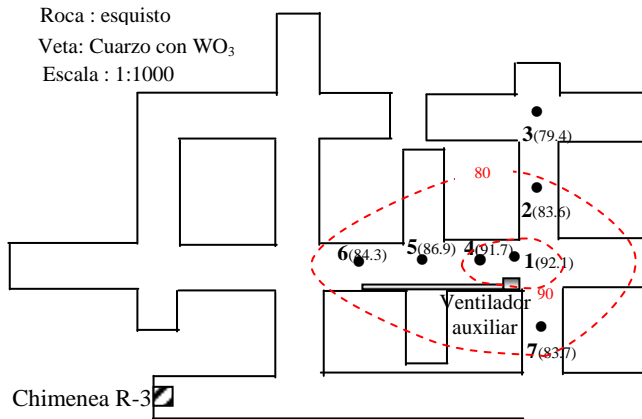 Roca : esquisto
Veta: Cuarzo con WO₃
Escala : 1:1000
3(79.4)
80
2(83.6)
6(84.3)
5(86.9)
4(91.7)
1(92.1)
90
Ventilador
auxiliar
7(83.7)
Chimenea R-3